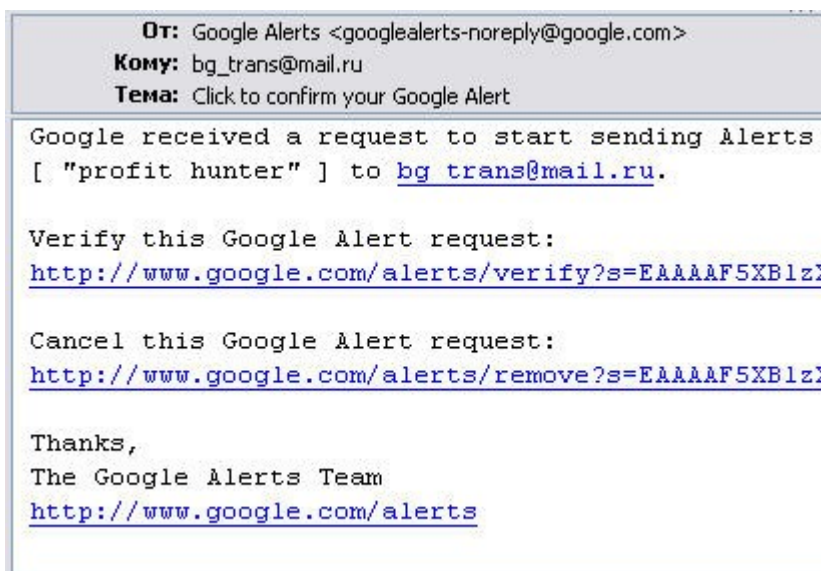 От: Google Alerts <googlealerts-noreply@google.com>
Кому: bg_trans@mail.ru
Тема: Click to confirm your Google Alert
Google received a request to start sending Alerts
[ "profit hunter" ] to bg_trans@mail.ru.
Verify this Google Alert request:
http://www.google.com/alerts/verify?s=EAAAAF5XB1zX
Cancel this Google Alert request:
http://www.google.com/alerts/remove?s=EAAAAF5XB1zX
Thanks,
The Google Alerts Team
http://www.google.com/alerts